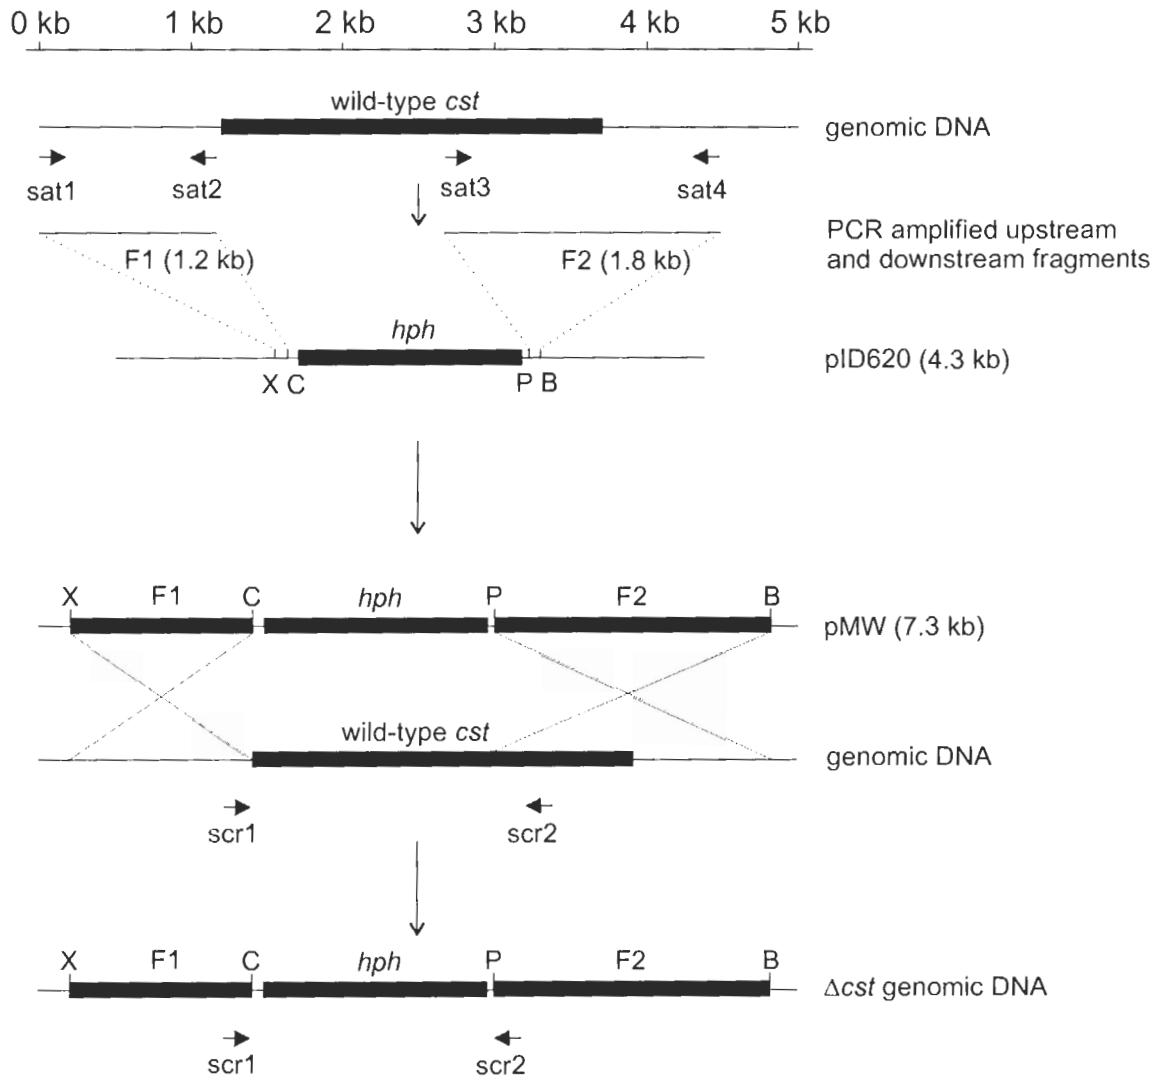 0 kb 1 kb 2 kb 3 kb 4 kb 5 kb
wild-type cst
genomic DNA
sat1 sat2 sat3 sat4
PCR amplified upstream
and downstream fragments
F1 (1.2 kb) F2 (1.8 kb)
hph
pID620 (4.3 kb)
X C P B
X F1 C hph P F2 B
pMW (7.3 kb)
wild-type cst
genomic DNA
scr1 scr2
X F1 C hph P F2 B
Δcst genomic DNA
scr1 scr2